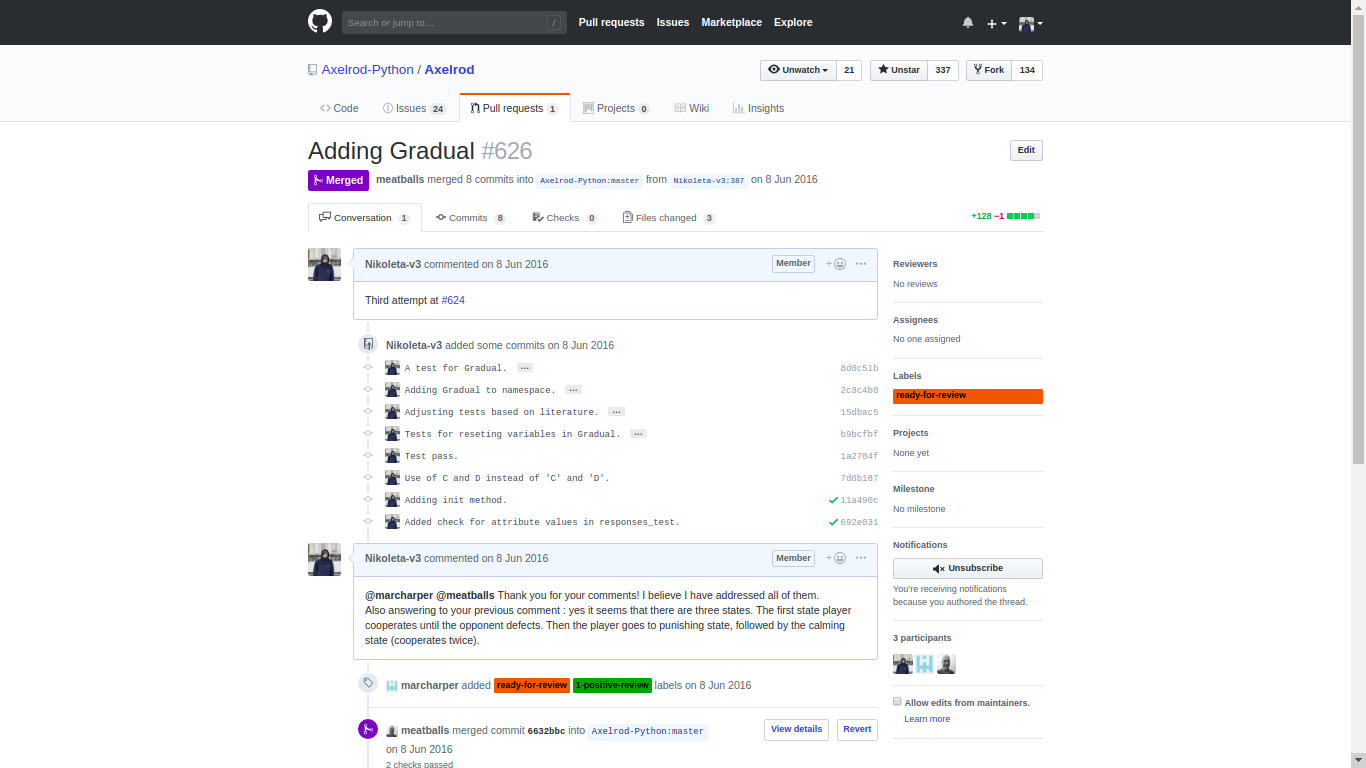 Search or jump to… /
Pull requests Issues Marketplace Explore
Axelrod-Python / Axelrod
Unwatch 21 Unstar 337 Fork 134
Code Issues 24 Pull requests 1 Projects 0 Wiki Insights
Adding Gradual #626 Edit
Merged meatballs merged 8 commits into Axelrod-Python:master from Nikoleta-v3:387 on 8 Jun 2016
Conversation 1 Commits 8 Checks 0 Files changed 3 +128 −1
Nikoleta-v3 commented on 8 Jun 2016 Member
Third attempt at #624
Nikoleta-v3 added some commits on 8 Jun 2016
A test for Gradual. … 8d0c51b
Adding Gradual to namespace. … 2c3c4b0
Adjusting tests based on literature. … 15dbac5
Tests for reseting variables in Gradual. … b9bcfbf
Test pass. 1a2704f
Use of C and D instead of 'C' and 'D'. 7d8b187
Adding init method. 11a490c
Added check for attribute values in responses_test. 692e031
Nikoleta-v3 commented on 8 Jun 2016 Member
@marcharper @meatballs Thank you for your comments! I believe I have addressed all of them.
Also answering to your previous comment : yes it seems that there are three states. The first state player
cooperates until the opponent defects. Then the player goes to punishing state, followed by the calming
state (cooperates twice).
marcharper added ready-for-review 1-positive-review labels on 8 Jun 2016
meatballs merged commit 6632bbc into Axelrod-Python:master View details Revert
on 8 Jun 2016
2 checks passed
Reviewers
No reviews
Assignees
No one assigned
Labels
ready-for-review
Projects
None yet
Milestone
No milestone
Notifications
Unsubscribe
You're receiving notifications
because you authored the thread.
3 participants
Allow edits from maintainers.
Learn more